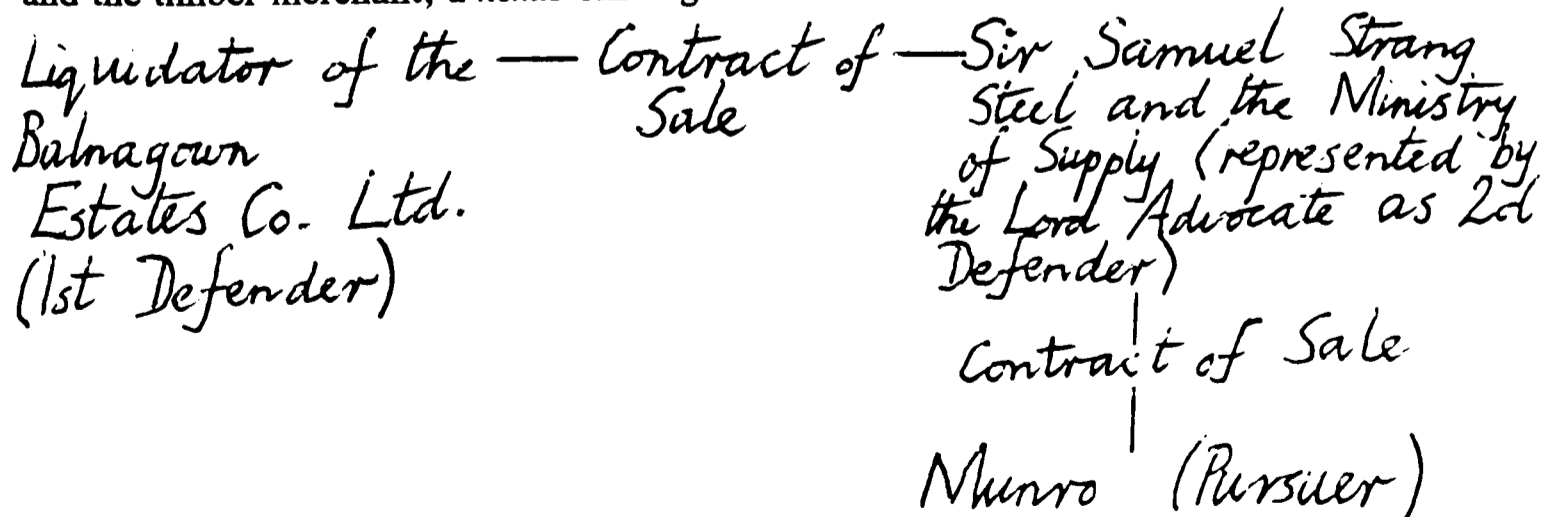 Liquidator of the — Contract of — Sir Samuel Strang
Sale
Steel and the Ministry
Balnagown
of Supply (represented by
Estates Co. Ltd.
the Lord Advocate as 2d
(1st Defender)
Defender)
Contract of Sale
Munro (Pursuer)